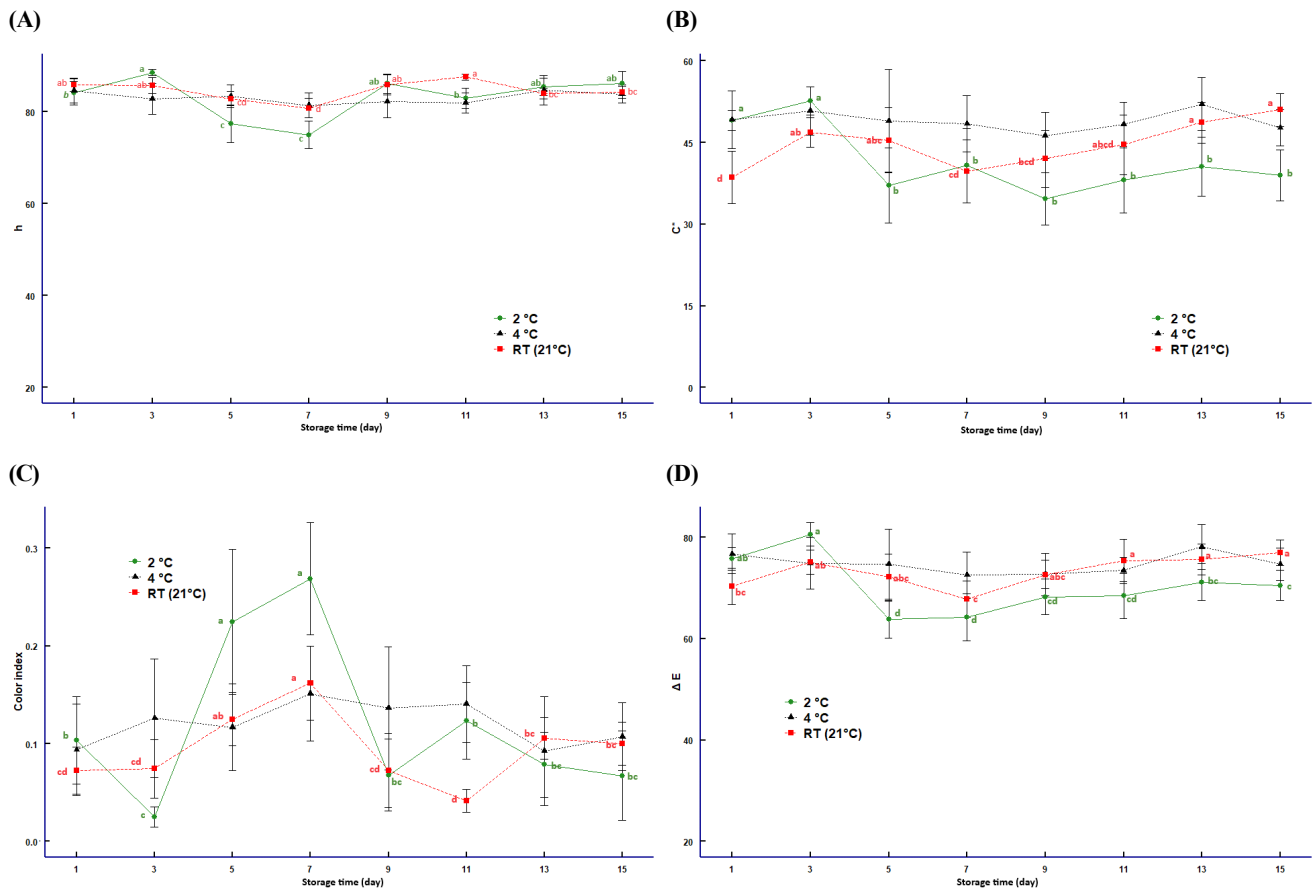 (A)
(B)
h
80
60
40
20
ab
b
a
ab
cd
c
d
c
ab
ab
a
b
ab
bc
ab
bc
2 °C
4 °C
RT (21°C)
1 3 5 7 9 11 13 15
Storage time (day)
C*
60
45
30
15
0
a
d
a
ab
abc
b
b
cd
bcd
b
abcd
b
a
b
a
b
2 °C
4 °C
RT (21°C)
1 3 5 7 9 11 13 15
Storage time (day)
(C)
(D)
Color index
0.3
0.2
0.1
0.0
b
cd
cd
c
a
ab
a
a
cd
bc
b
d
bc
bc
bc
bc
2 °C
4 °C
RT (21°C)
1 3 5 7 9 11 13 15
Storage time (day)
Δ E
80
60
40
20
ab
bc
a
ab
abc
d
c
d
abc
cd
a
cd
a
bc
a
c
2 °C
4 °C
RT (21°C)
1 3 5 7 9 11 13 15
Storage time (day)